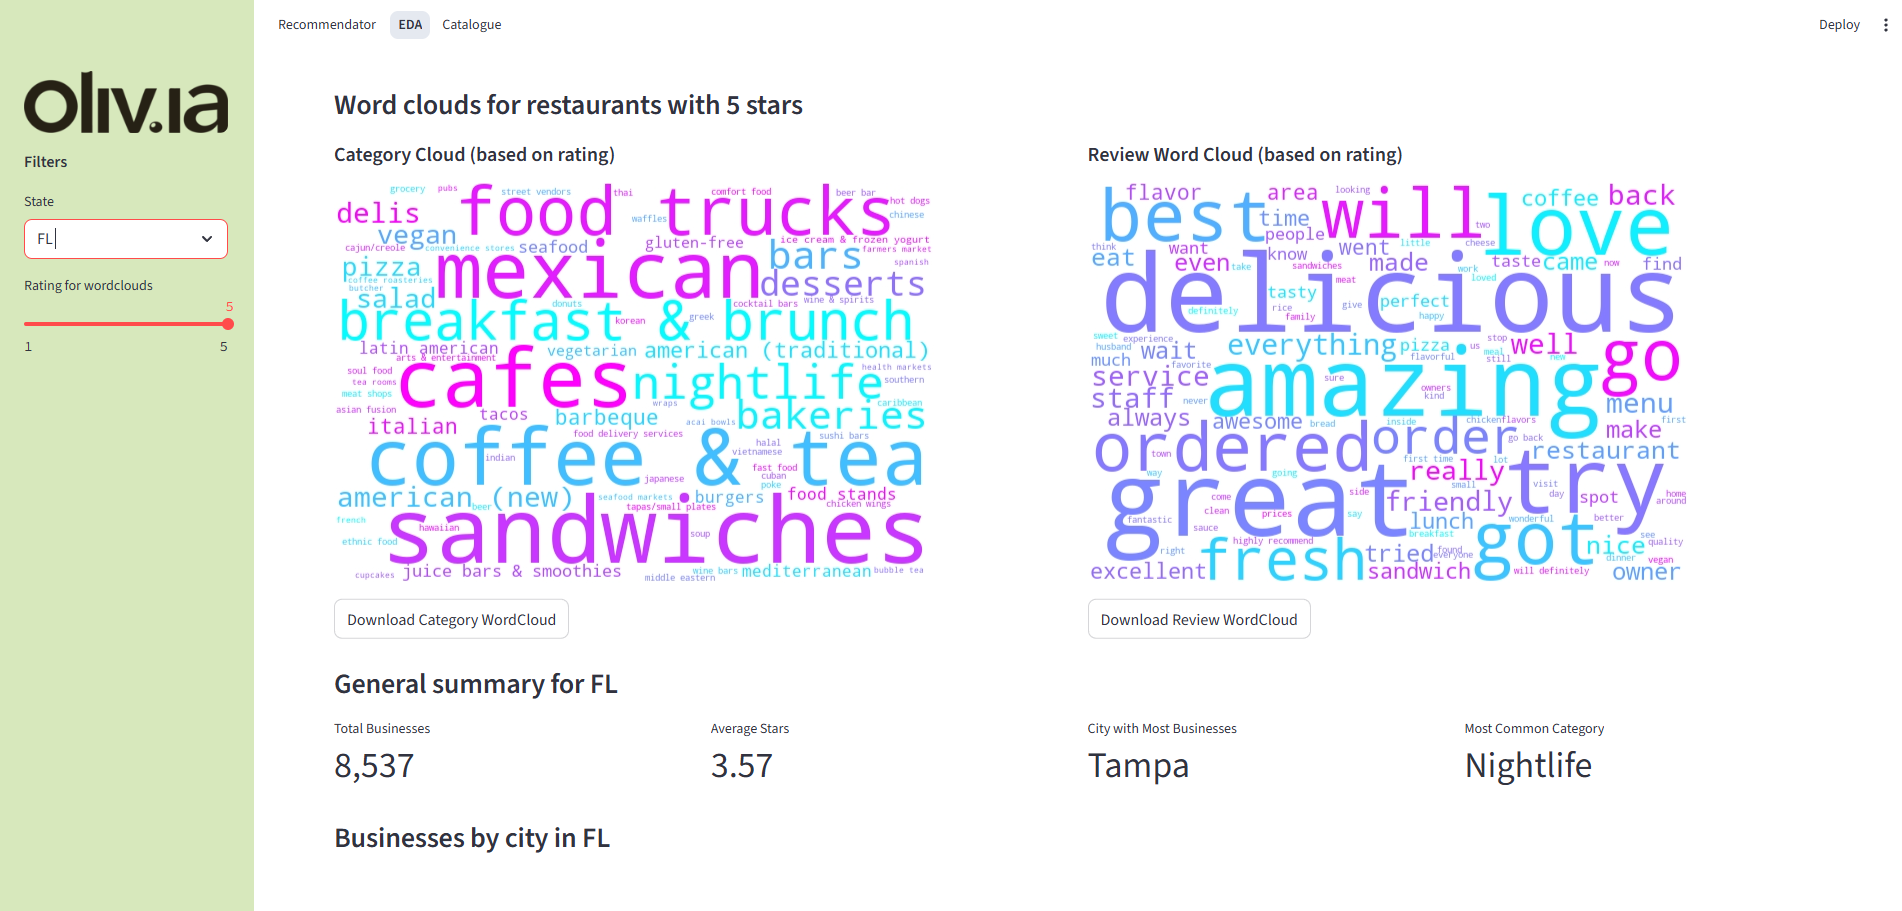 Recommendator EDA Catalogue
Deploy
oliv.ia
Filters
State
FL
Rating for wordclouds
5
1 5
Word clouds for restaurants with 5 stars
Category Cloud (based on rating)
grocery pubs street vendors thai comfort food beer bar hot dogs
delis food trucks chinese
waffles
vegan
cajun/creole convenience stores seafood gluten-free ice cream & frozen yogurt
farmers market
pizza mexican bars spanish
coffee roasteries
butcher
desserts
salad donuts cocktail bars wine & spirits
breakfast & brunch
korean greek
latin american vegetarian american (traditional)
arts & entertainment
soul food cafes nightlife health markets
tea rooms southern
meat shops
asian fusion tacos barbeque wraps acai bowls bakeries caribbean
italian food delivery services halal sushi bars
vietnamese
coffee & tea
indian fast food
cuban
japanese poke
american (new) beer seafood markets burgers food stands
tapas/small plates chicken wings
french
hawaiian sandwiches soup
ethnic food
cupcakes juice bars & smoothies middle eastern wine bars mediterranean bubble tea
Download Category WordCloud
Review Word Cloud (based on rating)
flavor area looking coffee back
best time will two love
people
think want know went little cheese
eat even take sandwiches made work taste came now find
meat loved
delicious
tasty
definitely rice give perfect
family happy
sweet experience everything pizza us stop well go
husband
much wait favorite flavorful meal still new
service amazing sure
staff never owners kind menu
always awesome bread inside chicken flavors first
ordered order go back make
town first time lot restaurant
way going really try
great come side friendly small visit day spot home
around
clean prices say lunch wonderful better
fantastic sauce breakfast
right highly recommend fresh tried found everyone got nice see
quality
dinner vegan
excellent sandwich will definitely owner
Download Review WordCloud
General summary for FL
Total Businesses Average Stars City with Most Businesses Most Common Category
8,537 3.57 Tampa Nightlife
Businesses by city in FL